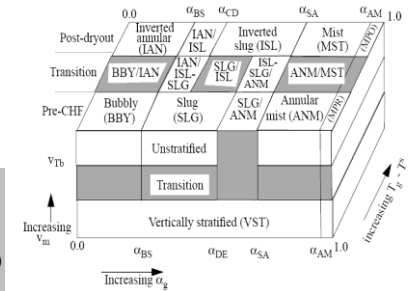 0.0 αBS αCD αSA αAM 1.0
Post-dryout Inverted annular (IAN) IAN/ISL Inverted slug (ISL) Mist (MST) (MPO)
Transition BBY/IAN IAN/ISL-SLG SLG/ISL ISL-SLG/ANM ANM/MST
Pre-CHF Bubbly (BBY) Slug (SLG) SLG/ANM Annular mist (ANM) (MPR)
vTb Unstratified
Transition
Increasing vm
Vertically stratified (VST)
increasing Tg - Ts
0.0 αBS αDE αSA αAM 1.0
Increasing αg